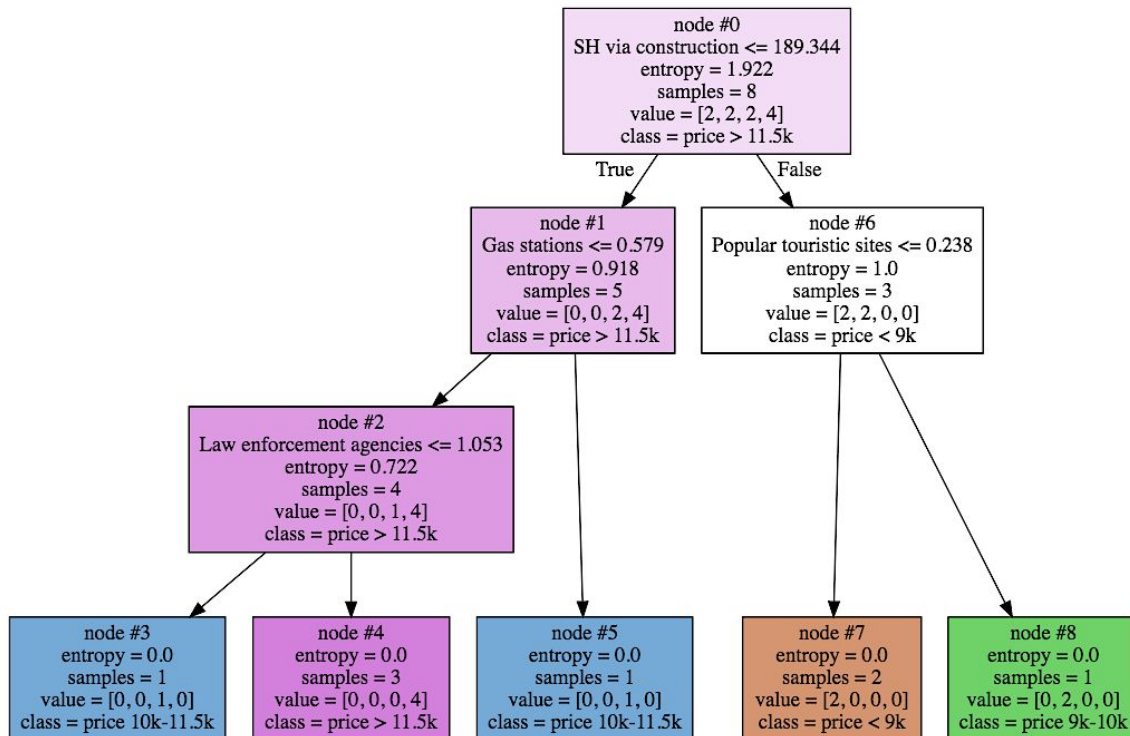 node #0
SH via construction <= 189.344
entropy = 1.922
samples = 8
value = [2, 2, 2, 4]
class = price > 11.5k
True
False
node #1
Gas stations <= 0.579
entropy = 0.918
samples = 5
value = [0, 0, 2, 4]
class = price > 11.5k
node #6
Popular touristic sites <= 0.238
entropy = 1.0
samples = 3
value = [2, 2, 0, 0]
class = price < 9k
node #2
Law enforcement agencies <= 1.053
entropy = 0.722
samples = 4
value = [0, 0, 1, 4]
class = price > 11.5k
node #3
entropy = 0.0
samples = 1
value = [0, 0, 1, 0]
class = price 10k-11.5k
node #4
entropy = 0.0
samples = 3
value = [0, 0, 0, 4]
class = price > 11.5k
node #5
entropy = 0.0
samples = 1
value = [0, 0, 1, 0]
class = price 10k-11.5k
node #7
entropy = 0.0
samples = 2
value = [2, 0, 0, 0]
class = price < 9k
node #8
entropy = 0.0
samples = 1
value = [0, 2, 0, 0]
class = price 9k-10k